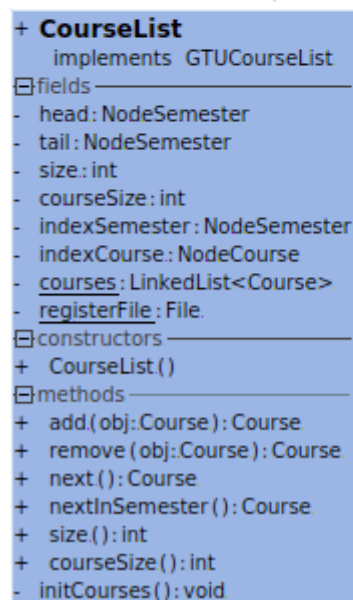 + CourseList
implements GTUCourseList
fields
- head: NodeSemester
- tail: NodeSemester
- size: int
- courseSize: int
- indexSemester: NodeSemester
- indexCourse: NodeCourse
- courses: LinkedList<Course>
- registerFile: File
constructors
+ CourseList()
methods
+ add(obj: Course): Course
+ remove(obj: Course): Course
+ next(): Course
+ nextInSemester(): Course
+ size(): int
+ courseSize(): int
- initCourses(): void